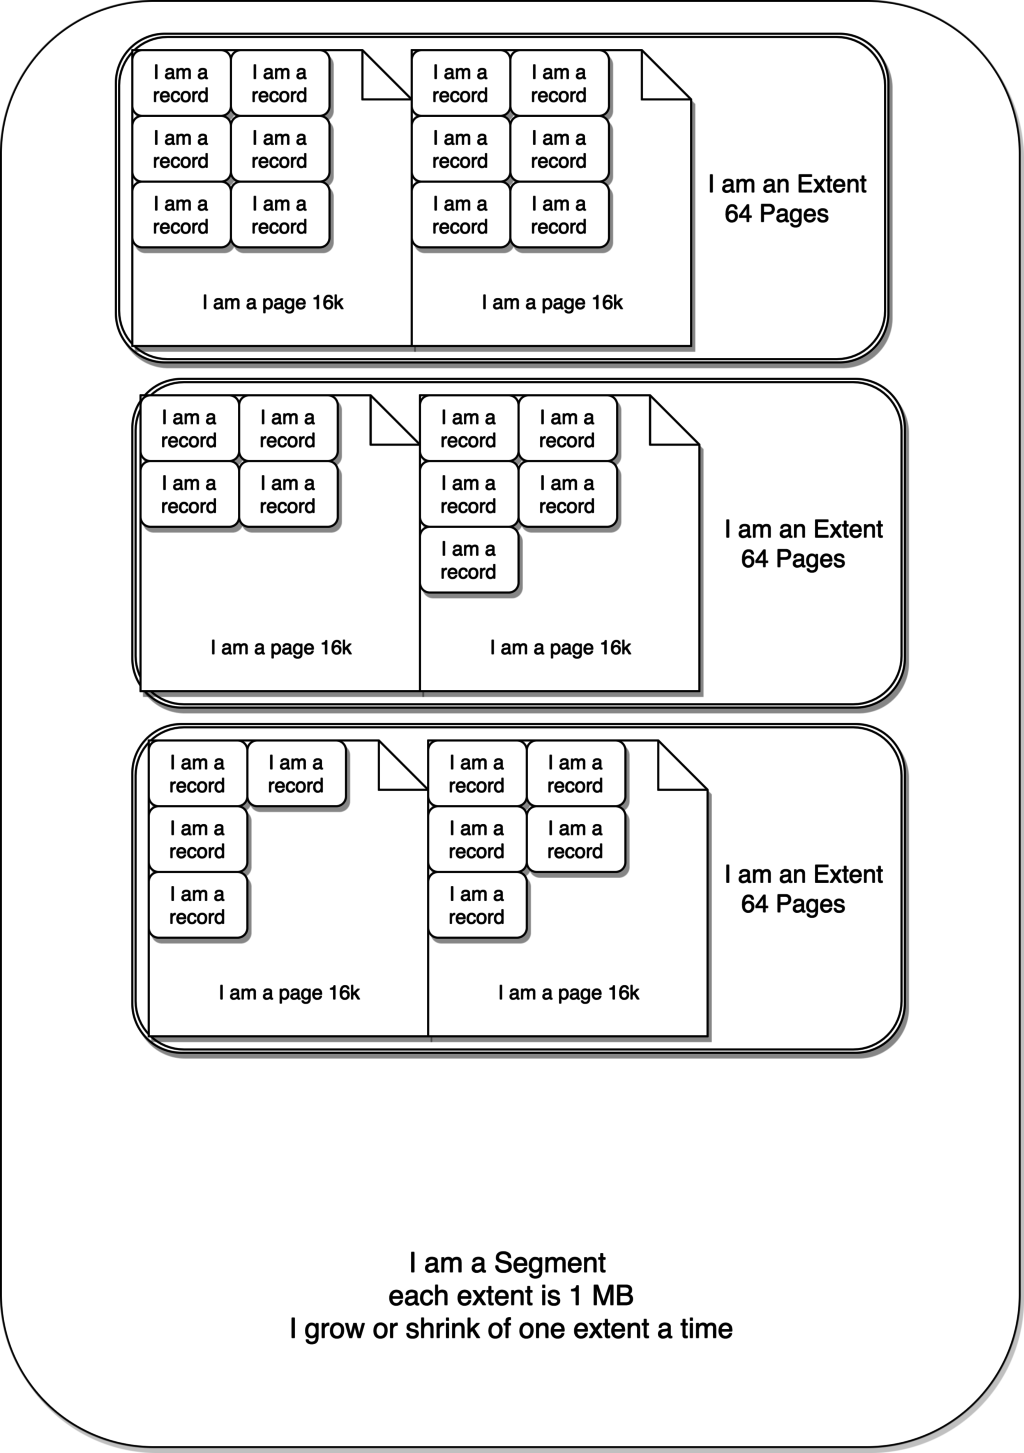 I am a
record
I am a
record
I am a
record
I am a
record
I am a
record
I am a
record
I am a page 16k
I am a
record
I am a
record
I am a
record
I am a
record
I am a
record
I am a
record
I am a page 16k
I am an Extent
64 Pages
I am a
record
I am a
record
I am a
record
I am a
record
I am a page 16k
I am a
record
I am a
record
I am a
record
I am a
record
I am a
record
I am a page 16k
I am an Extent
64 Pages
I am a
record
I am a
record
I am a
record
I am a
record
I am a page 16k
I am a
record
I am a
record
I am a
record
I am a
record
I am a
record
I am a page 16k
I am an Extent
64 Pages
I am a Segment
each extent is 1 MB
I grow or shrink of one extent a time